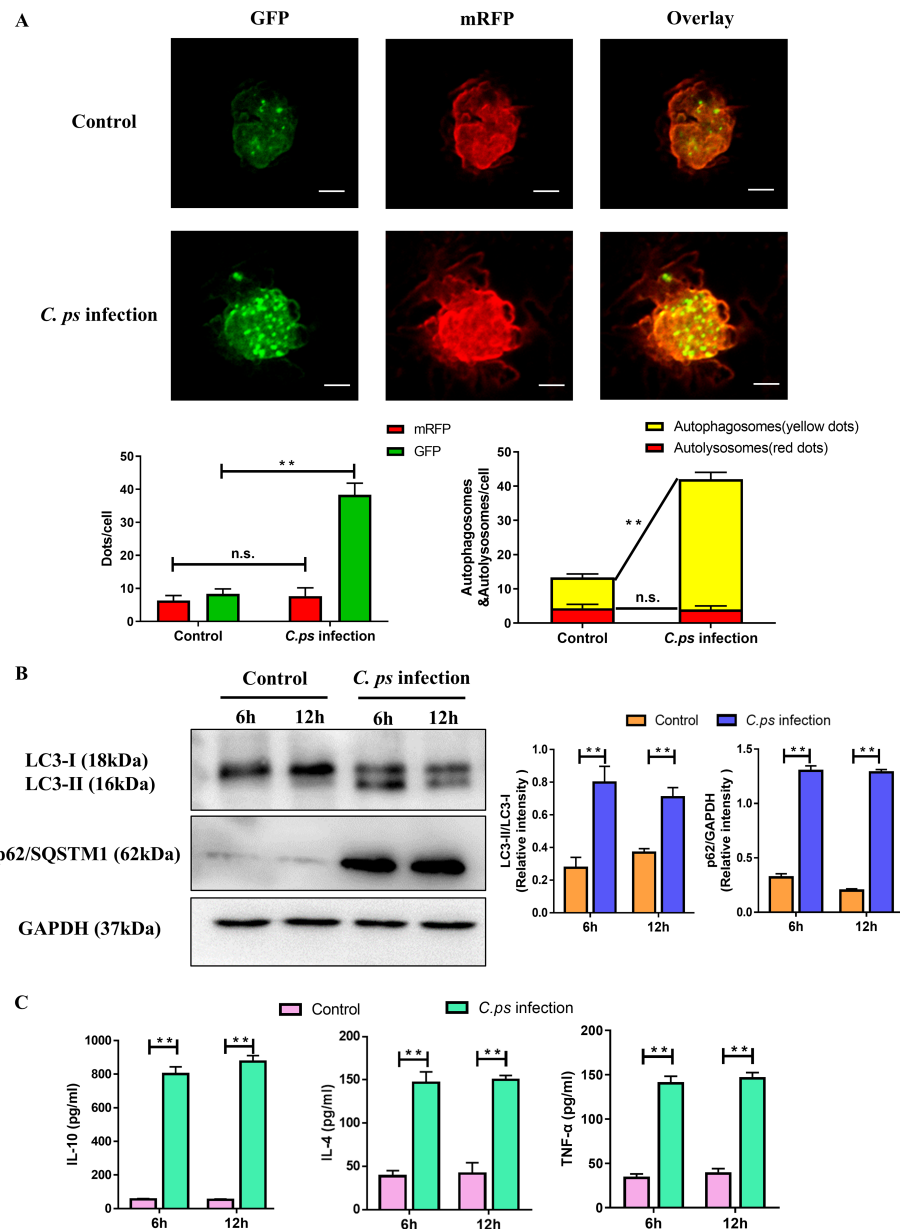 A
GFP
mRFP
Overlay
Control
C. ps infection
mRFP
GFP
Dots/cell
60
40
30
20
10
0
**
n.s.
Control
C.ps infection
Autophagosomes(yellow dots)
Autolysosomes(red dots)
Autophagosomes
&Autolysosomes/cell
50
40
30
20
10
0
**
n.s.
Control
C.ps infection
B
Control
C. ps infection
6h
12h
6h
12h
LC3-I (18kDa)
LC3-II (16kDa)
p62/SQSTM1 (62kDa)
GAPDH (37kDa)
Control
C.ps infection
LC3-II/LC3-I
(Relative intensity )
1.0
0.8
0.6
0.4
0.2
0.0
**
**
6h
12h
p62/GAPDH
(Relative intensity )
1.5
1.2
0.5
0.0
**
**
6h
12h
C
Control
C.ps infection
IL-10 (pg/ml)
1000
800
600
400
200
0
**
**
6h
12h
IL-4 (pg/ml)
200
150
100
50
0
**
**
6h
12h
TNF-α (pg/ml)
200
150
100
50
0
**
**
6h
12h